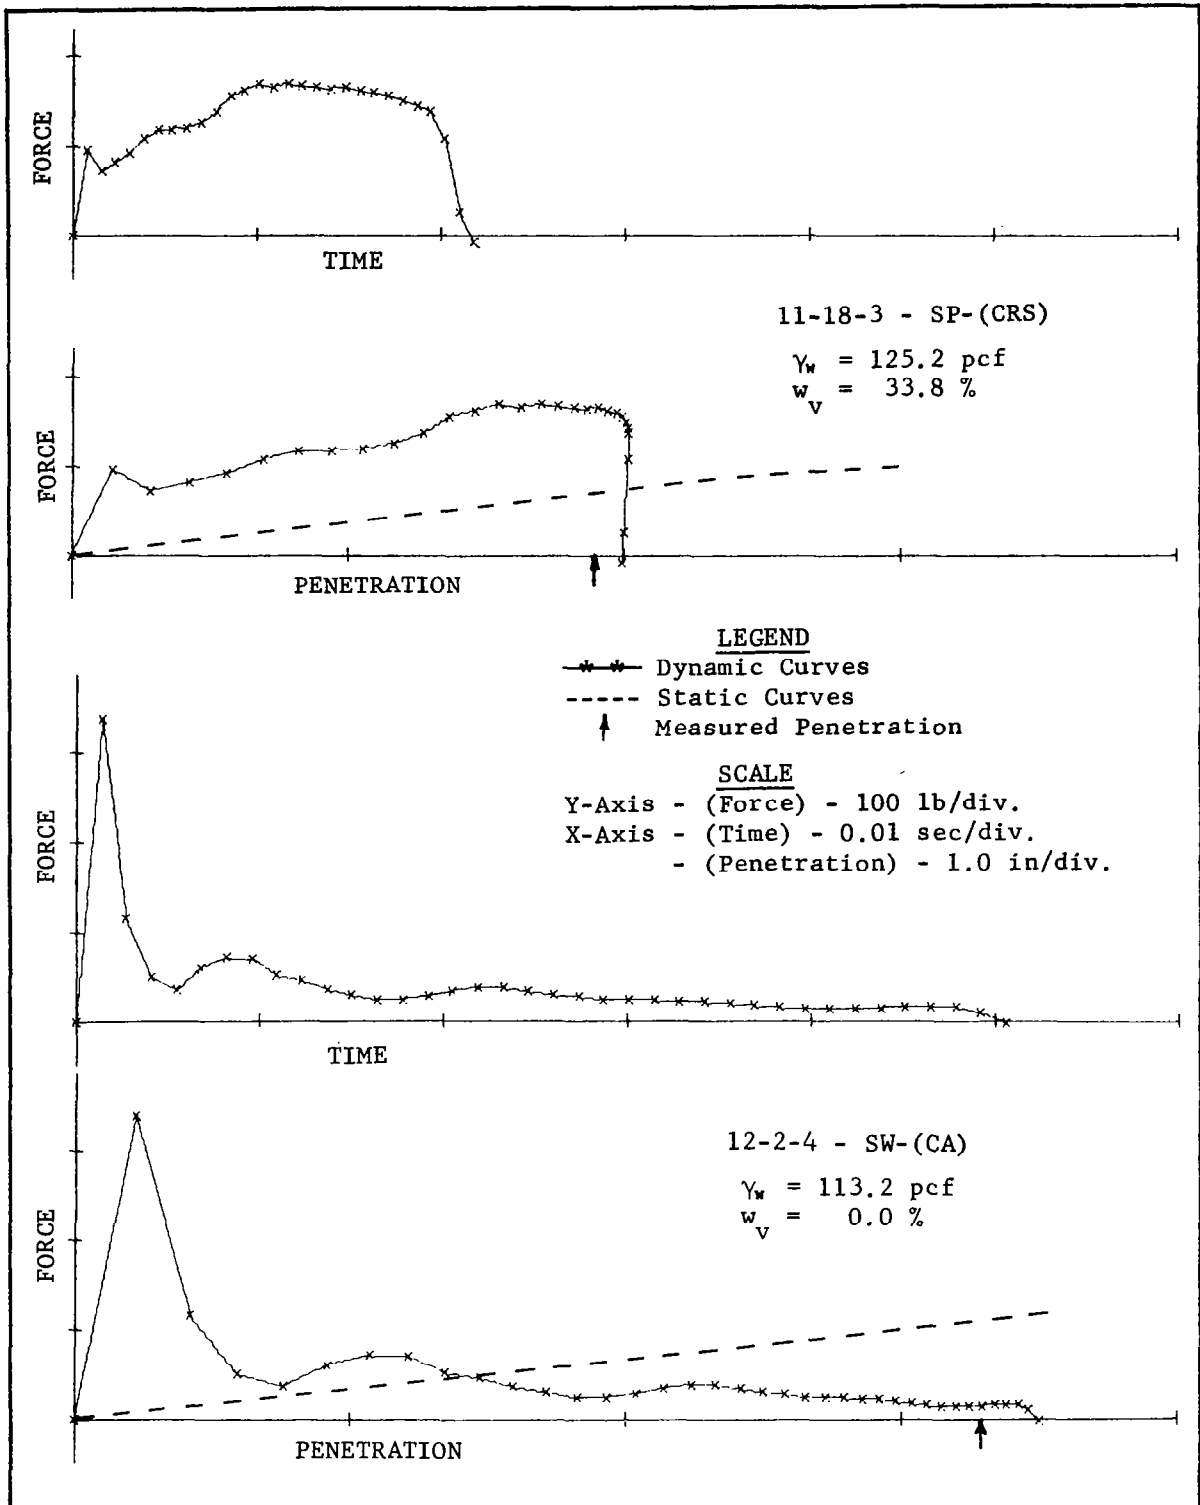 FORCE
TIME
11-18-3 - SP-(CRS)
γw = 125.2 pcf
wv = 33.8 %
FORCE
PENETRATION
LEGEND
Dynamic Curves
Static Curves
Measured Penetration
SCALE
Y-Axis - (Force) - 100 lb/div.
X-Axis - (Time) - 0.01 sec/div.
- (Penetration) - 1.0 in/div.
FORCE
TIME
12-2-4 - SW-(CA)
γw = 113.2 pcf
wv = 0.0 %
FORCE
PENETRATION